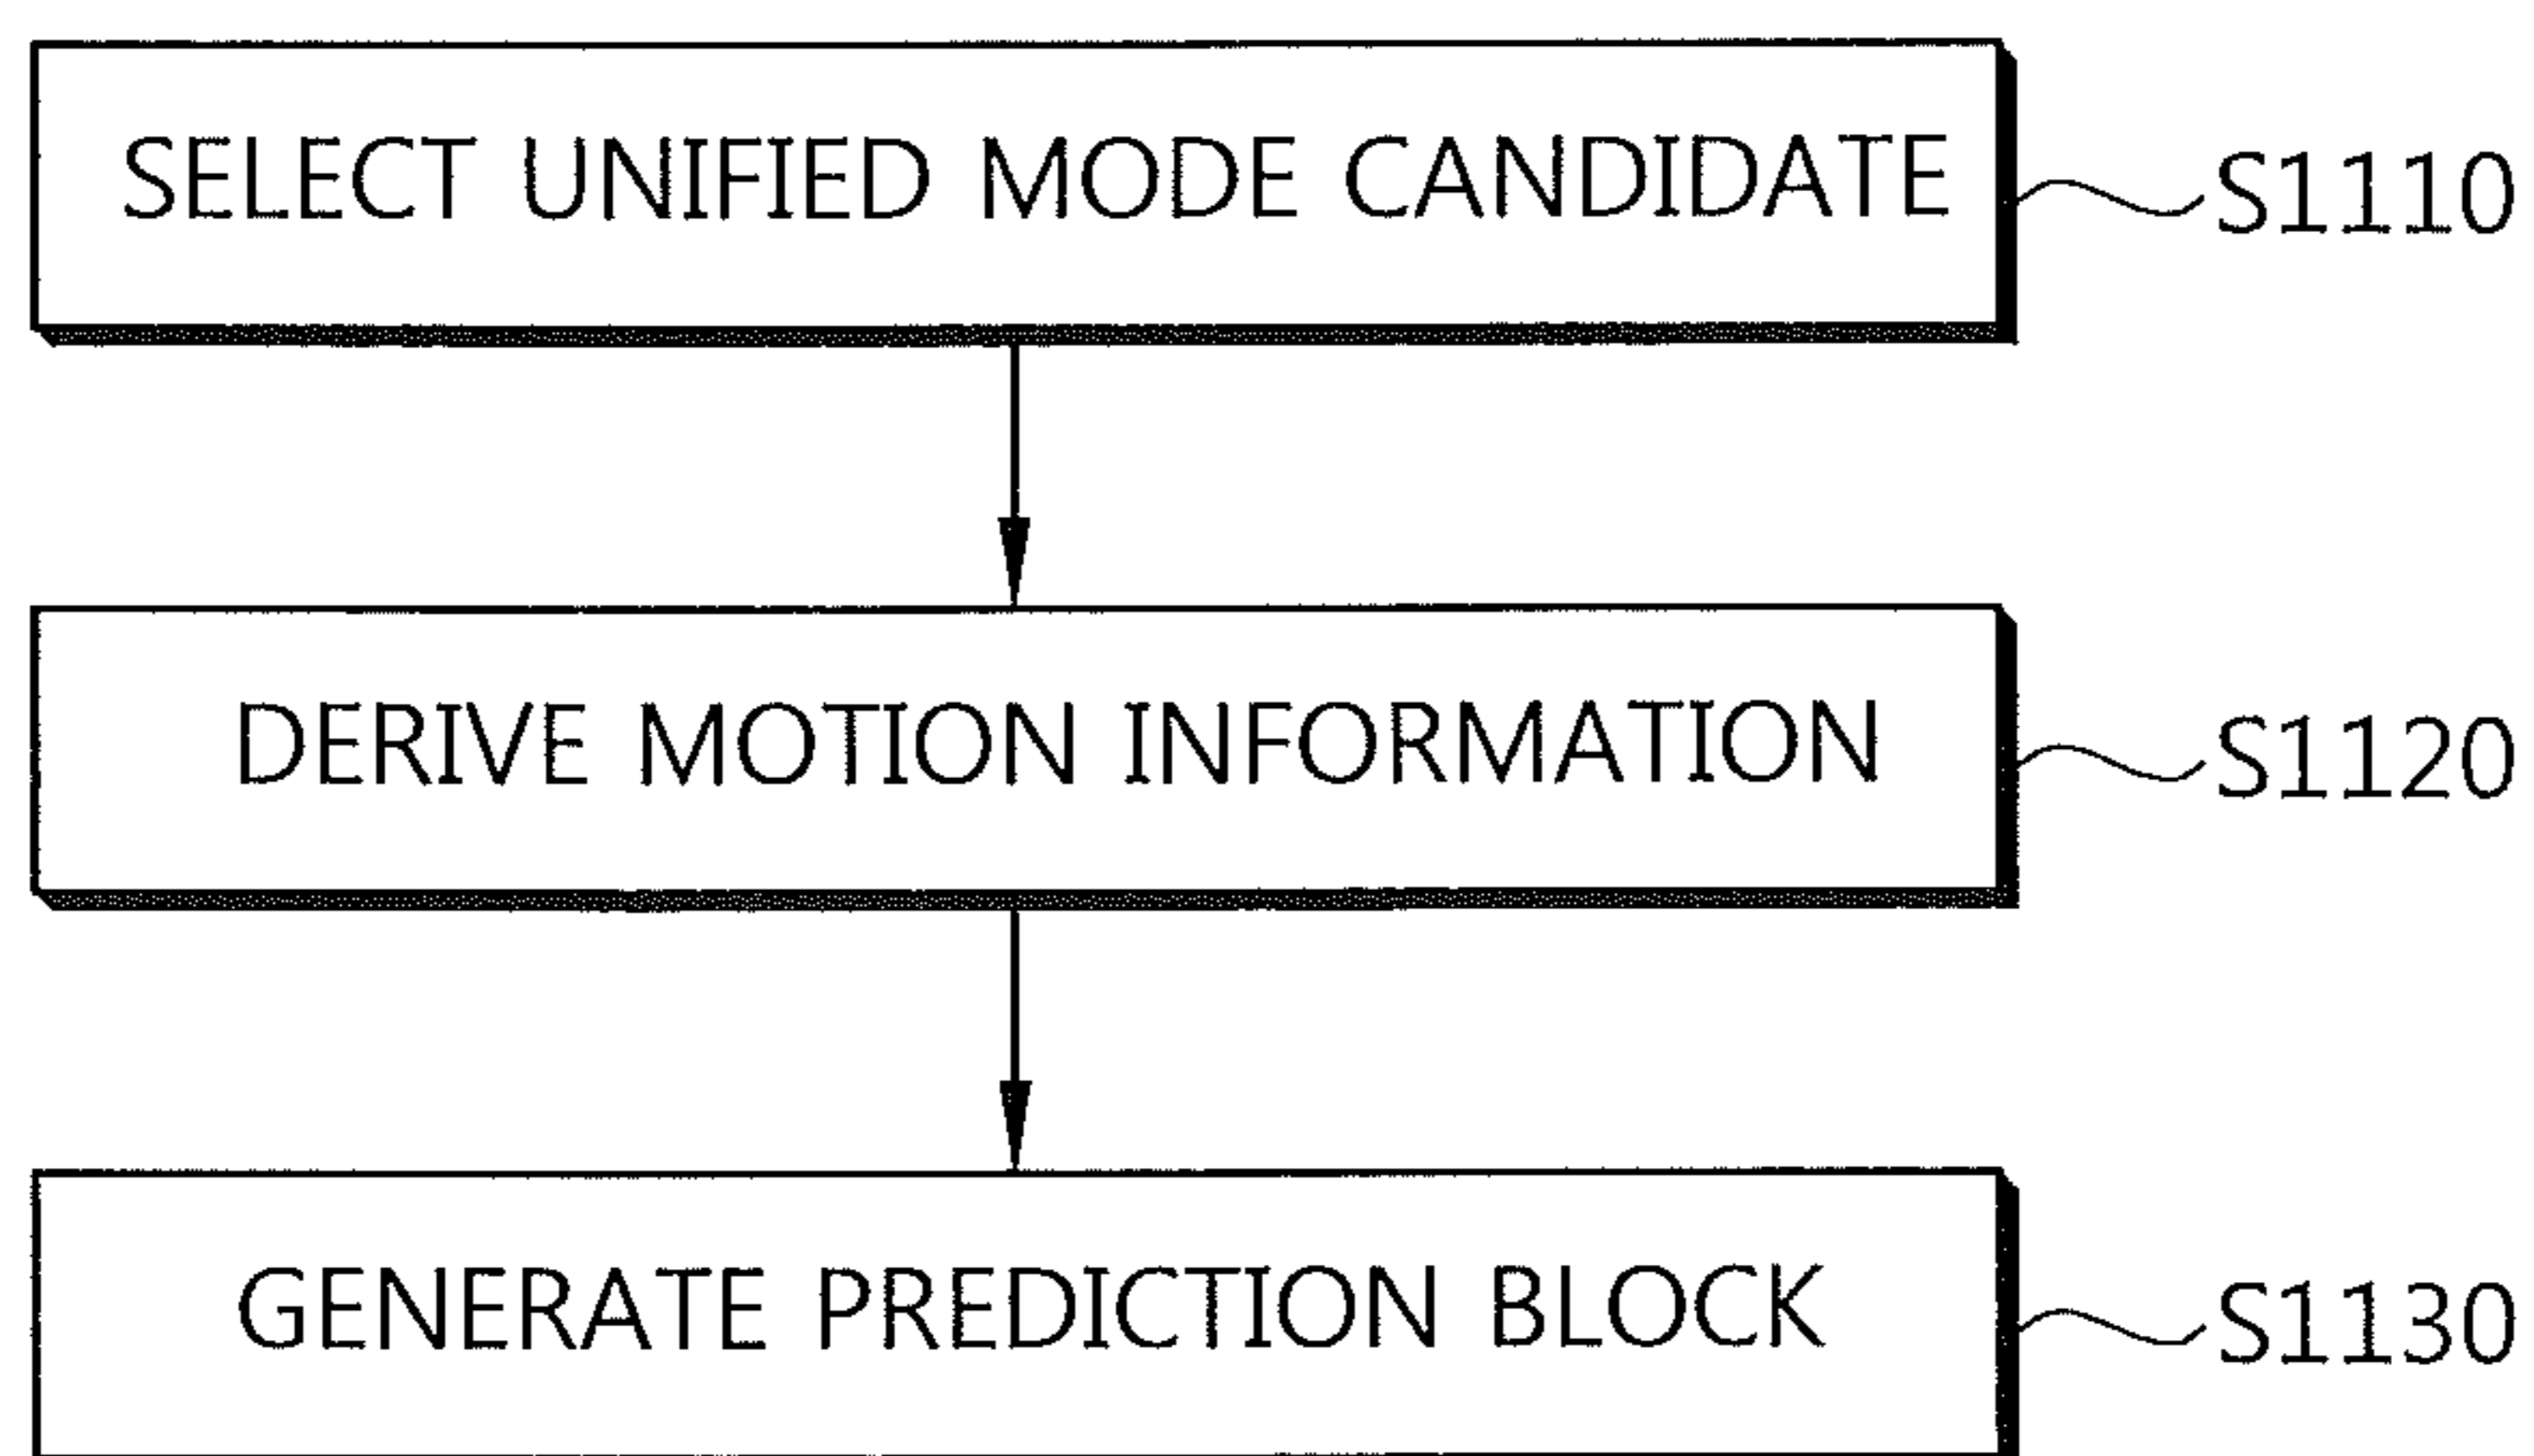 SELECT UNIFIED MODE CANDIDATE S1110
DERIVE MOTION INFORMATION S1120
GENERATE PREDICTION BLOCK S1130